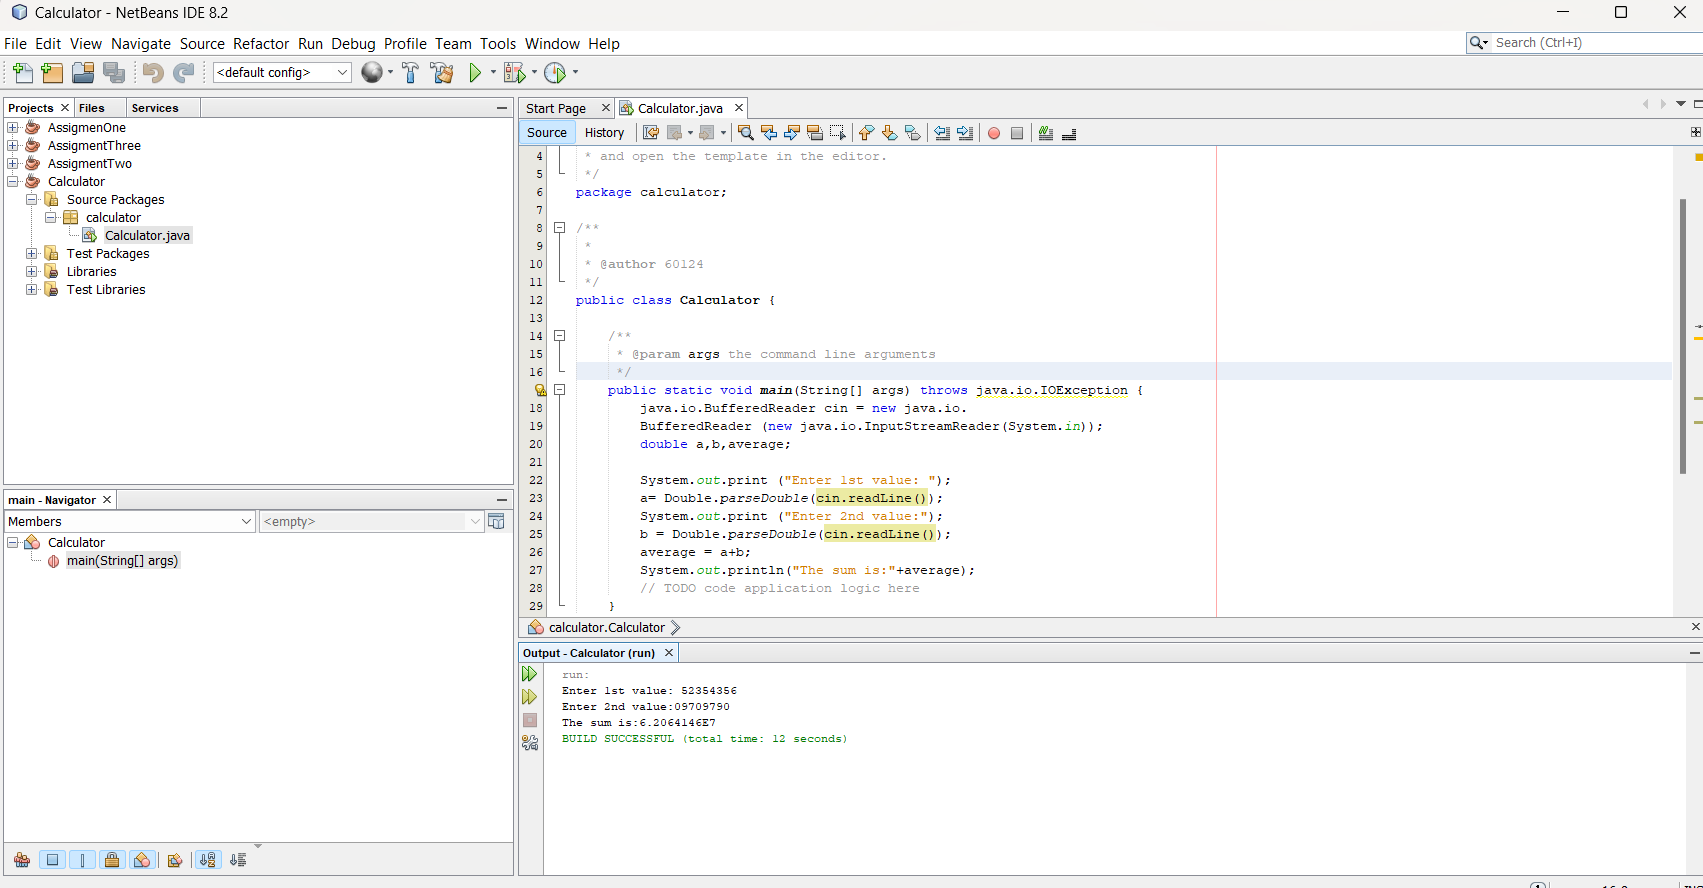 Calculator - NetBeans IDE 8.2
File Edit View Navigate Source Refactor Run Debug Profile Team Tools Window Help
Search (Ctrl+I)
<default config>
Projects Files Services
AssigmenOne
AssigmentThree
AssigmentTwo
Calculator
Source Packages
calculator
Calculator.java
Test Packages
Libraries
Test Libraries
main - Navigator
Members <empty>
Calculator
main(String[] args)
Start Page Calculator.java
Source History
4 * and open the template in the editor.
5 */
6 package calculator;
7
8 /**
9 *
10 * @author 60124
11 */
12 public class Calculator {
13
14 /**
15 * @param args the command line arguments
16 */
public static void main(String[] args) throws java.io.IOException {
18 java.io.BufferedReader cin = new java.io.
19 BufferedReader (new java.io.InputStreamReader(System.in));
20 double a,b,average;
21
22 System.out.print ("Enter 1st value: ");
23 a= Double.parseDouble(cin.readLine());
24 System.out.print ("Enter 2nd value:");
25 b = Double.parseDouble(cin.readLine());
26 average = a+b;
27 System.out.println("The sum is:"+average);
28 // TODO code application logic here
29 }
calculator.Calculator
Output - Calculator (run)
run:
Enter 1st value: 52354356
Enter 2nd value:09709790
The sum is:6.2064146E7
BUILD SUCCESSFUL (total time: 12 seconds)